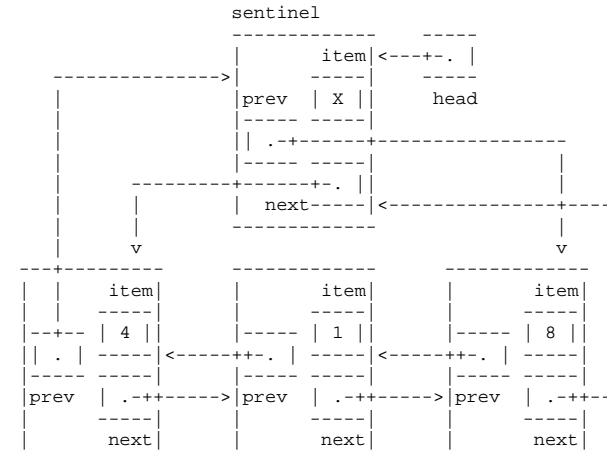 sentinel
item
prev X head
next
item item item
4 1 8
prev prev prev
next next next